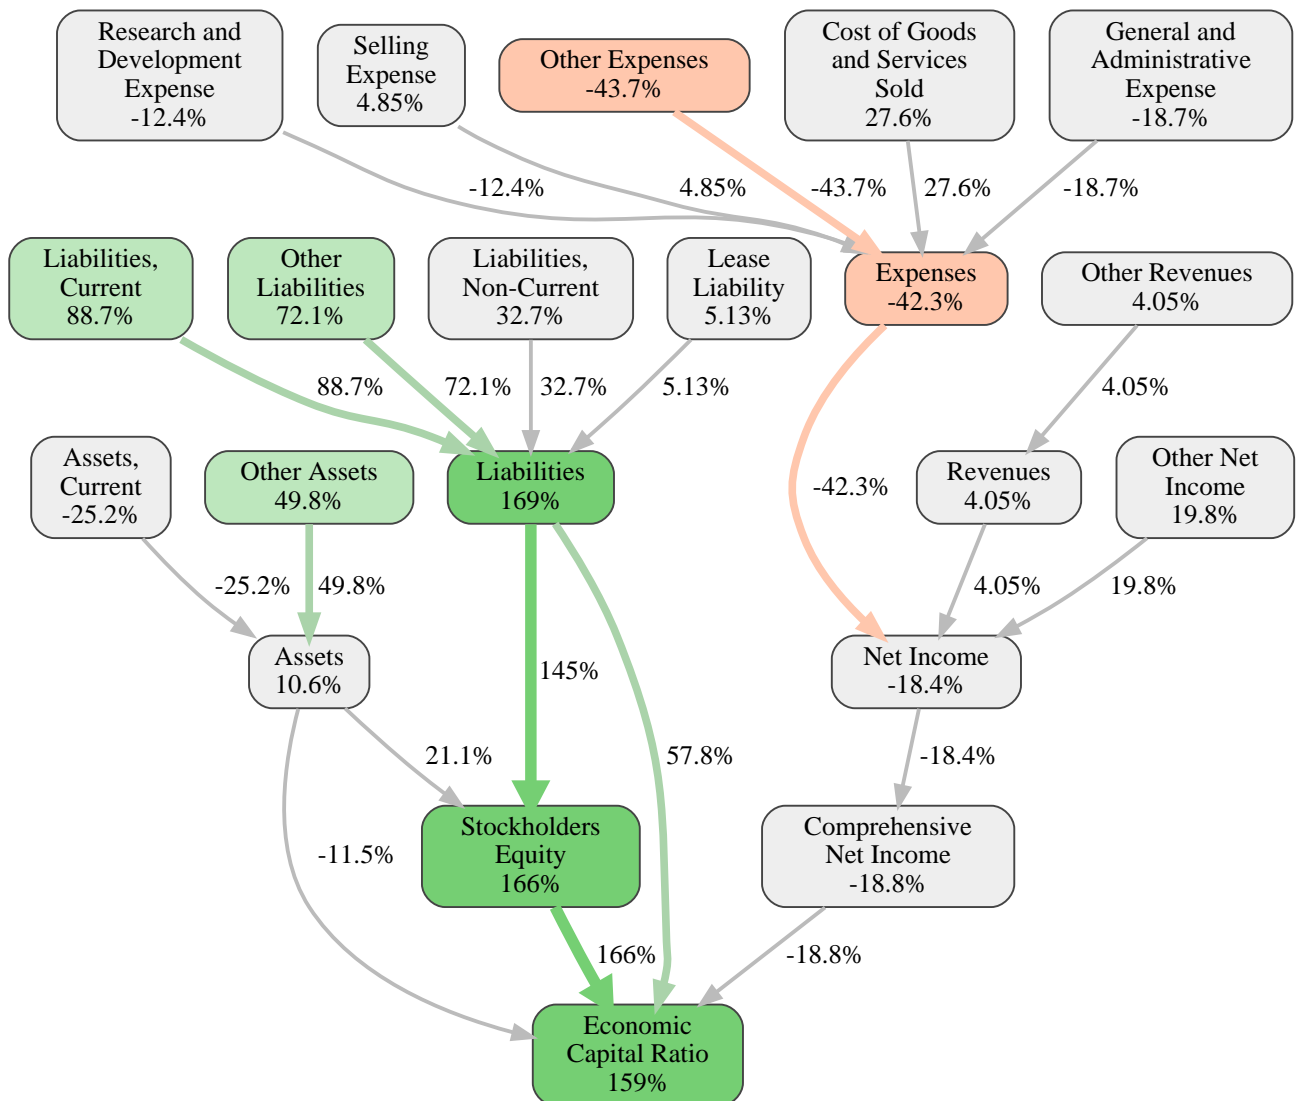 Research and
Development
Expense
-12.4%
Selling
Expense
4.85%
Other Expenses
-43.7%
Cost of Goods
and Services
Sold
27.6%
General and
Administrative
Expense
-18.7%
-12.4%
4.85%
-43.7%
27.6%
-18.7%
Liabilities,
Current
88.7%
Other
Liabilities
72.1%
Liabilities,
Non-Current
32.7%
Lease
Liability
5.13%
Expenses
-42.3%
Other Revenues
4.05%
88.7%
72.1%
32.7%
5.13%
4.05%
Assets,
Current
-25.2%
Other Assets
49.8%
Liabilities
169%
-42.3%
Revenues
4.05%
Other Net
Income
19.8%
-25.2%
49.8%
4.05%
19.8%
Assets
10.6%
145%
Net Income
-18.4%
21.1%
57.8%
-18.4%
Stockholders
Equity
166%
Comprehensive
Net Income
-18.8%
-11.5%
166%
-18.8%
Economic
Capital Ratio
159%